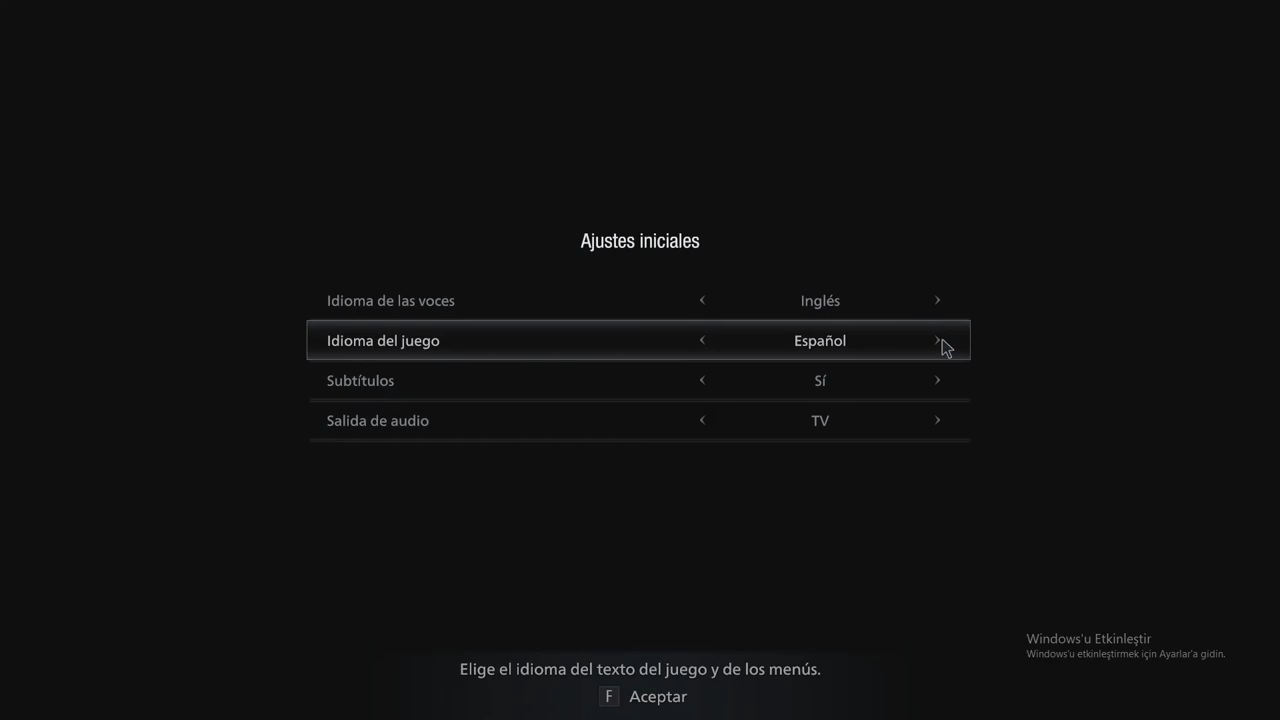 Ajustes iniciales
Idioma de las voces < Inglés >
Idioma del juego < Español >
Subtítulos < Sí >
Salida de audio < TV >
Windows'u Etkinleştir
Windows'u etkinleştirmek için Ayarlar'a gidin.
Elige el idioma del texto del juego y de los menús.
F Aceptar